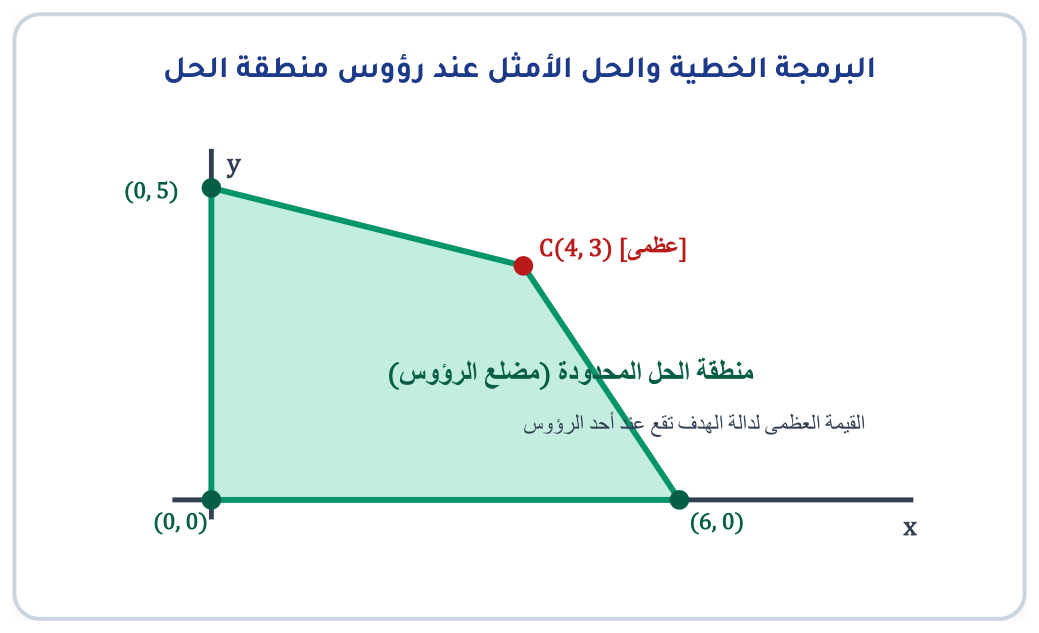 البرمجة الخطية والحل الأمثل عند رؤوس منطقة الحل
y
(0, 5)
C(4, 3) [عظمى]
منطقة الحل المحدودة (مضلع الرؤوس)
القيمة العظمى لدالة الهدف تقع عند أحد الرؤوس
(0, 0)
(6, 0)
x